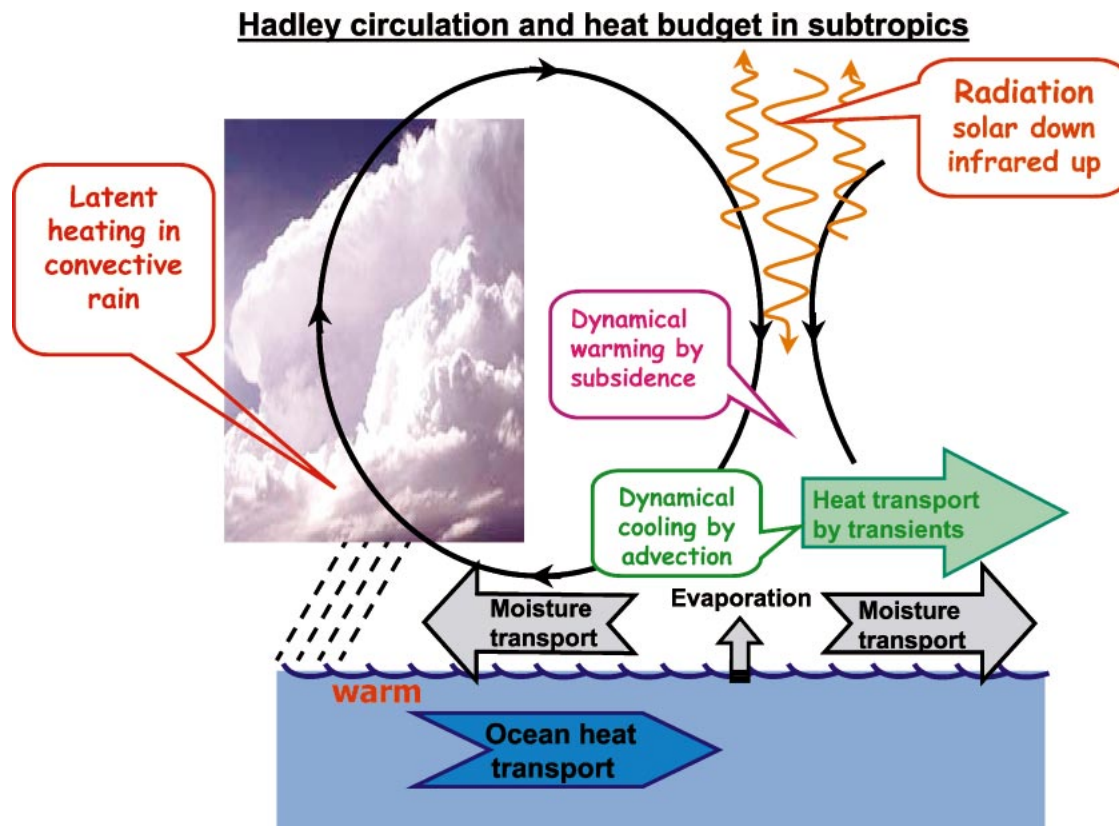 Hadley circulation and heat budget in subtropics
Radiation
solar down
infrared up
Latent
heating in
convective
rain
Dynamical
warming by
subsidence
Dynamical
cooling by
advection
Heat transport
by transients
Moisture
transport
Evaporation
Moisture
transport
warm
Ocean heat
transport